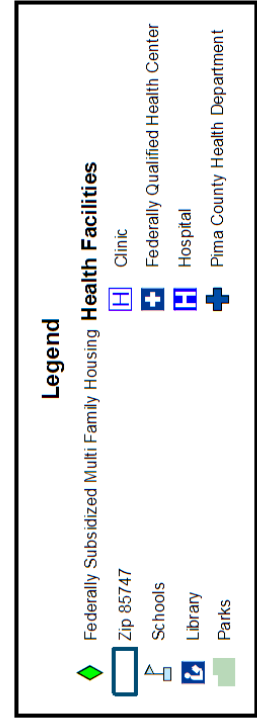 Legend
Federally Subsidized Multi Family Housing
Zip 85747
Schools
Library
Parks
Health Facilities
Clinic
Federally Qualified Health Center
Hospital
Pima County Health Department